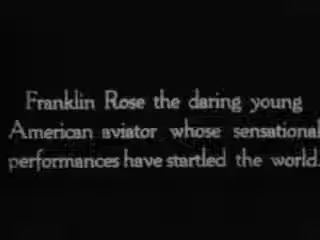 Franklin Rose the daring young
American aviator whose sensational
performances have startled the world.